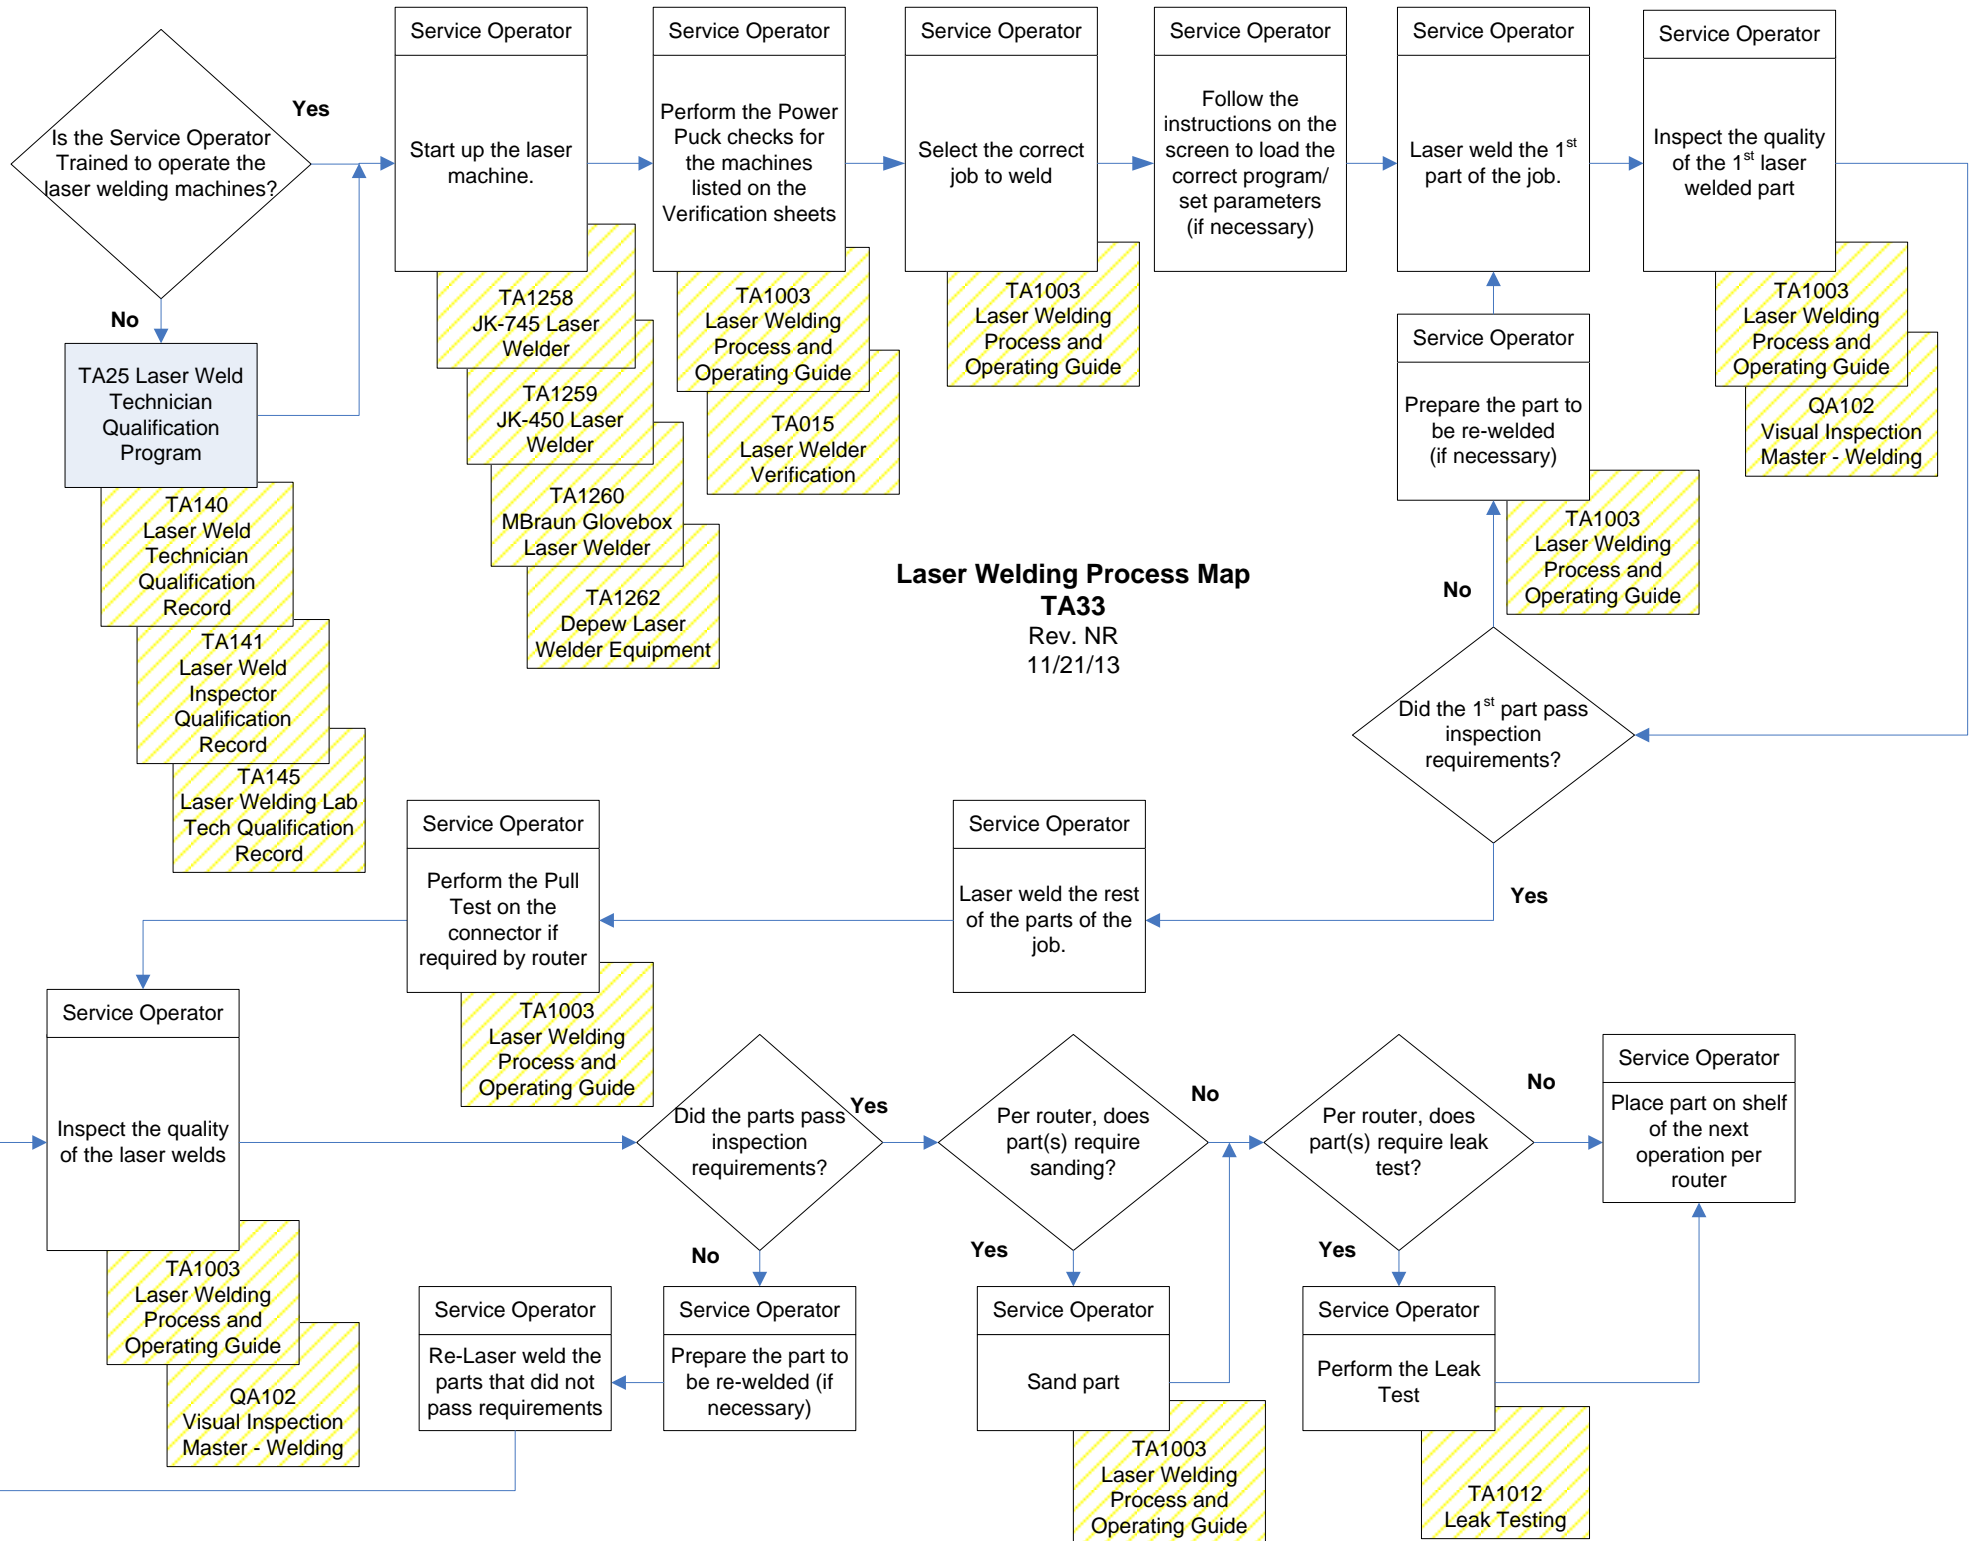 Is the Service Operator
Trained to operate the
laser welding machines?
Yes
No
TA25 Laser Weld
Technician
Qualification
Program
TA140
Laser Weld
Technician
Qualification
Record
TA141
Laser Weld
Inspector
Qualification
Record
TA145
Laser Welding Lab
Tech Qualification
Record
Service Operator
Start up the laser
machine.
TA1258
JK-745 Laser
Welder
TA1259
JK-450 Laser
Welder
TA1260
MBraun Glovebox
Laser Welder
TA1262
Depew Laser
Welder Equipment
Service Operator
Perform the Power
Puck checks for
the machines
listed on the
Verification sheets
TA1003
Laser Welding
Process and
Operating Guide
TA015
Laser Welder
Verification
Service Operator
Select the correct
job to weld
TA1003
Laser Welding
Process and
Operating Guide
Service Operator
Follow the
instructions on the
screen to load the
correct program/
set parameters
(if necessary)
Service Operator
Laser weld the 1st
part of the job.
Service Operator
Inspect the quality
of the 1st laser
welded part
TA1003
Laser Welding
Process and
Operating Guide
QA102
Visual Inspection
Master - Welding
Service Operator
Prepare the part to
be re-welded
(if necessary)
TA1003
Laser Welding
Process and
Operating Guide
No
Laser Welding Process Map
TA33
Rev. NR
11/21/13
Did the 1st part pass
inspection
requirements?
Yes
Service Operator
Laser weld the rest
of the parts of the
job.
Service Operator
Perform the Pull
Test on the
connector if
required by router
TA1003
Laser Welding
Process and
Operating Guide
Service Operator
Inspect the quality
of the laser welds
TA1003
Laser Welding
Process and
Operating Guide
QA102
Visual Inspection
Master - Welding
Did the parts pass
inspection
requirements?
Yes
No
Service Operator
Prepare the part to
be re-welded (if
necessary)
Service Operator
Re-Laser weld the
parts that did not
pass requirements
Per router, does
part(s) require
sanding?
No
Yes
Service Operator
Sand part
TA1003
Laser Welding
Process and
Operating Guide
Per router, does
part(s) require leak
test?
No
Yes
Service Operator
Perform the Leak
Test
TA1012
Leak Testing
Service Operator
Place part on shelf
of the next
operation per
router